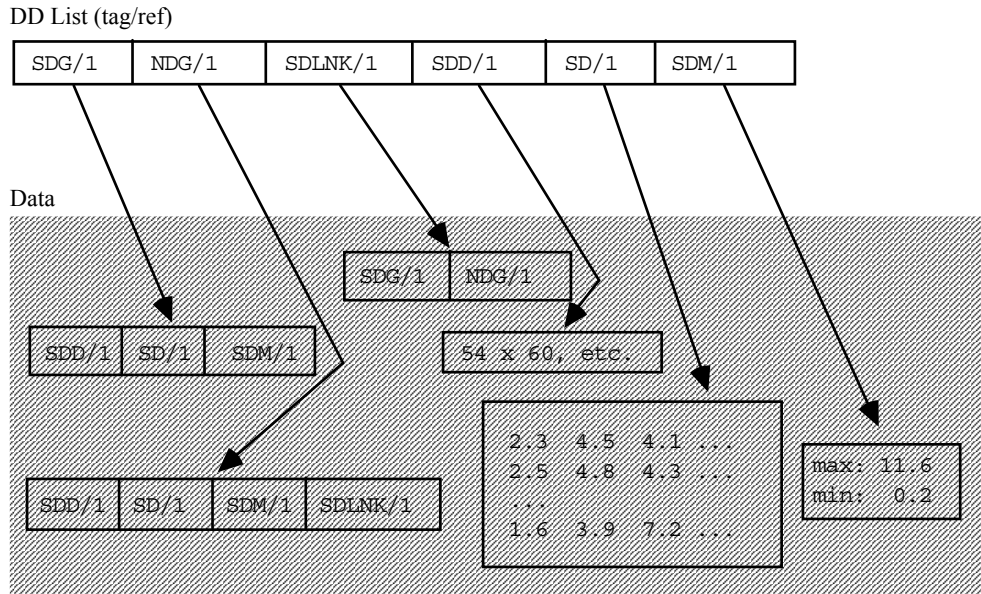 DD List (tag/ref)
SDG/1 NDG/1 SDLNK/1 SDD/1 SD/1 SDM/1
Data
SDG/1 NDG/1
SDD/1 SD/1 SDM/1
54 x 60, etc.
2.3 4.5 4.1 ...
2.5 4.8 4.3 ...
...
1.6 3.9 7.2 ...
max: 11.6
min: 0.2
SDD/1 SD/1 SDM/1 SDLNK/1